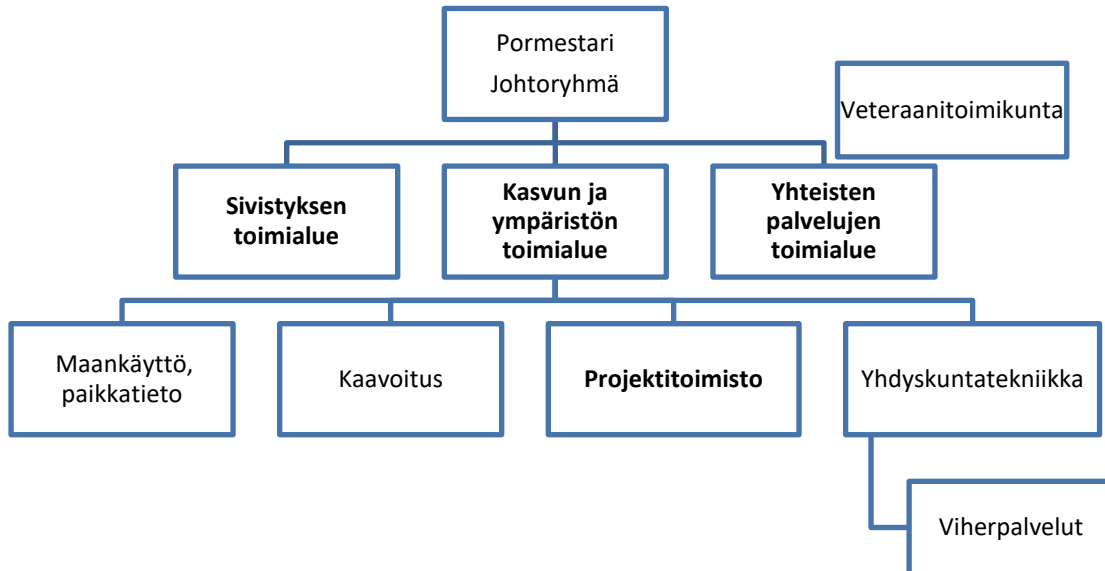 Pormestari
Johtoryhmä
Veteraanitoimikunta
Sivistyksen
toimialue
Kasvun ja
ympäristön
toimialue
Yhteisten
palvelujen
toimialue
Maankäyttö,
paikkatieto
Kaavoitus
Projektitoimisto
Yhdyskuntatekniikka
Viherpalvelut